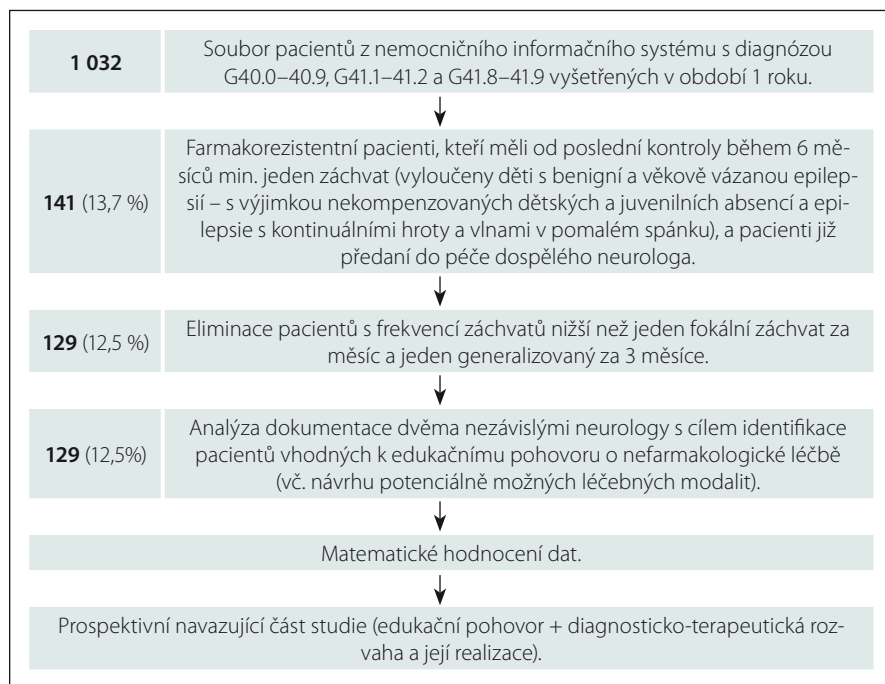 1 032
Soubor pacientů z nemocničního informačního systému s diagnózou
G40.0–40.9, G41.1–41.2 a G41.8–41.9 vyšetřených v období 1 roku.
141 (13,7 %)
Farmakorezistentní pacienti, kteří měli od poslední kontroly během 6 mě-
síců min. jeden záchvat (vyloučeny děti s benigní a věkově vázanou epilep-
sií – s výjimkou nekompenzovaných dětských a juvenilních absencí a epi-
lepsie s kontinuálními hroty a vlnami v pomalém spánku), a pacienti již
předaní do péče dospělého neurologa.
129 (12,5 %)
Eliminace pacientů s frekvencí záchvatů nižší než jeden fokální záchvat za
měsíc a jeden generalizovaný za 3 měsíce.
129 (12,5%)
Analýza dokumentace dvěma nezávislými neurology s cílem identifikace
pacientů vhodných k edukačnímu pohovoru o nefarmakologické léčbě
(vč. návrhu potenciálně možných léčebných modalit).
Matematické hodnocení dat.
Prospektivní navazující část studie (edukační pohovor + diagnosticko-terapeutická roz-
vaha a její realizace).